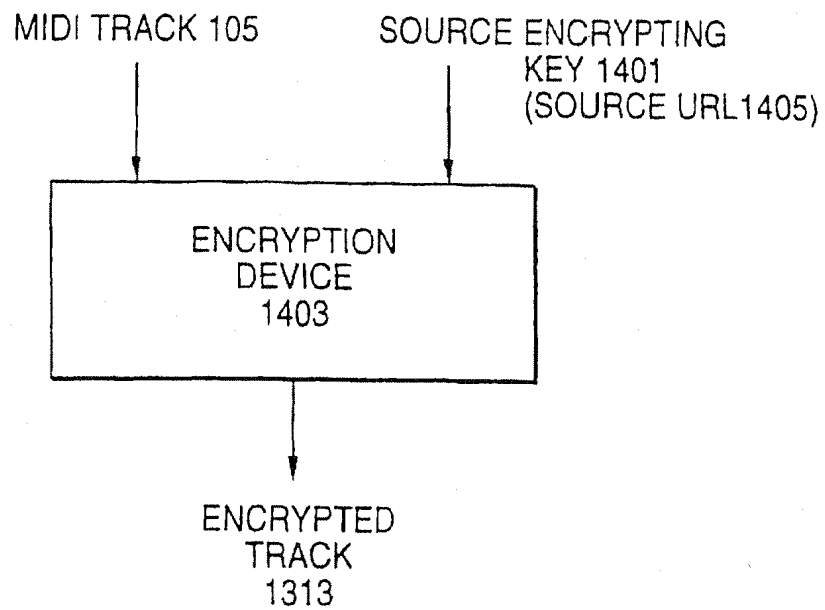 MIDI TRACK 105
SOURCE ENCRYPTING
KEY 1401
(SOURCE URL1405)
ENCRYPTION
DEVICE
1403
ENCRYPTED
TRACK
1313